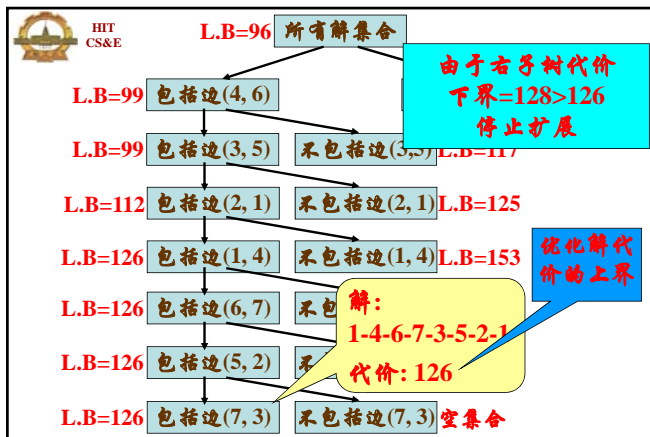 HIT
CS&E
L.B=96 所有解集合
由于右子树代价
下界=128>126
停止扩展
L.B=99 包括边(4, 6)
L.B=99 包括边(3, 5) 不包括边(3,5) L.B=117
L.B=112 包括边(2, 1) 不包括边(2, 1) L.B=125
L.B=126 包括边(1, 4) 不包括边(1, 4) L.B=153
优化解代
价的上界
L.B=126 包括边(6, 7) 不包
解:
1-4-6-7-3-5-2-1
代价: 126
L.B=126 包括边(5, 2) 不
L.B=126 包括边(7, 3) 不包括边(7, 3) 空集合